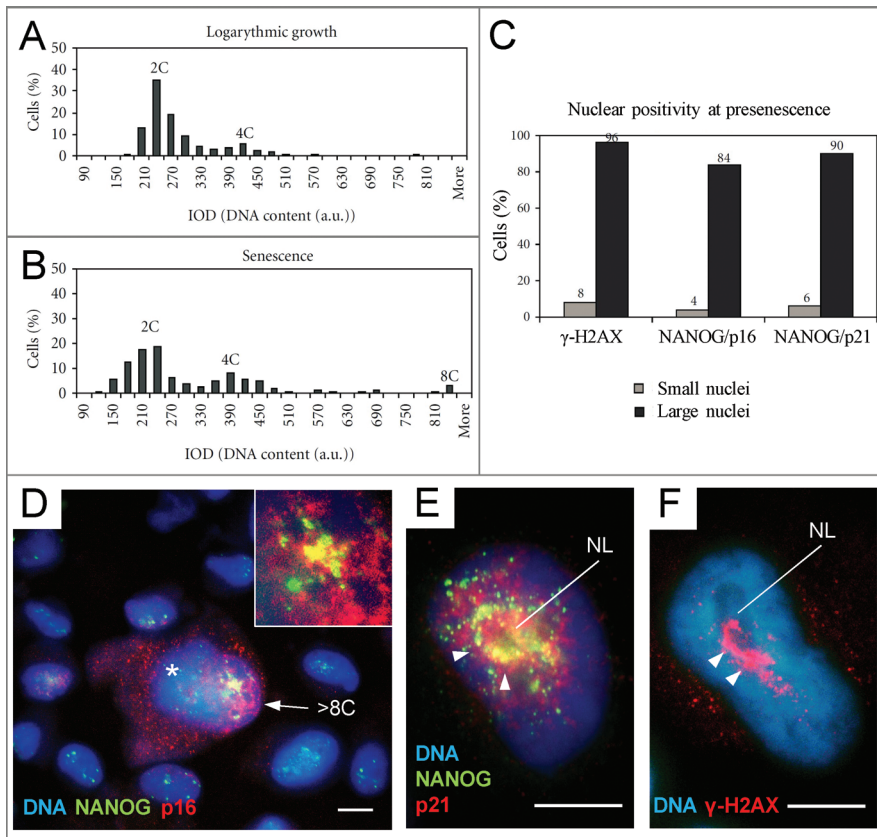 A
Logarythmic growth
Cells (%)
50
40
30
20
10
0
2C
4C
90 150 210 270 330 390 450 510 570 630 690 750 810 More
IOD (DNA content (a.u.))
B
Senescence
Cells (%)
50
40
30
20
10
0
2C
4C
8C
90 150 210 270 330 390 450 510 570 630 690 750 810 More
IOD (DNA content (a.u.))
C
Nuclear positivity at presenescence
Cells (%)
100
80
60
40
20
0
8 96
4 84
6 90
γ-H2AX NANOG/p16 NANOG/p21
Small nuclei
Large nuclei
D
*
>8C
DNA NANOG p16
E
NL
DNA
NANOG
p21
F
NL
DNA γ-H2AX